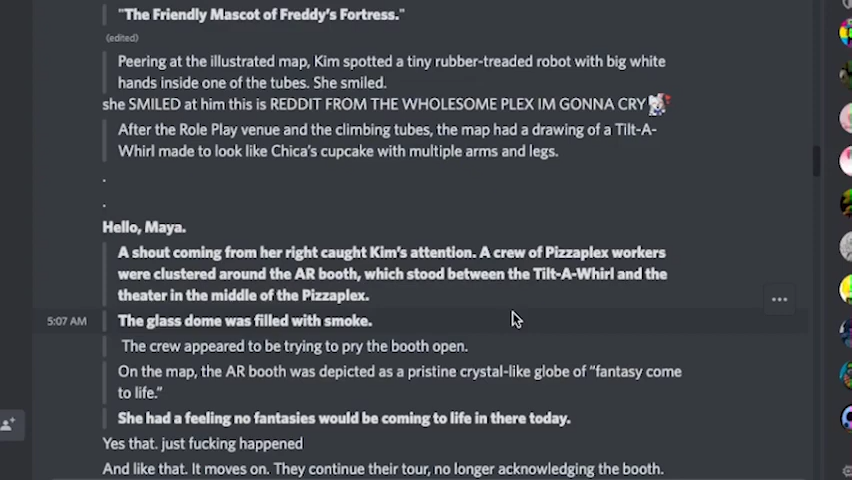 "The Friendly Mascot of Freddy's Fortress."
(edited)
Peering at the illustrated map, Kim spotted a tiny rubber-treaded robot with big white
hands inside one of the tubes. She smiled.
she SMILED at him this is REDDIT FROM THE WHOLESOME PLEX IM GONNA CRY
After the Role Play venue and the climbing tubes, the map had a drawing of a Tilt-A-
Whirl made to look like Chica's cupcake with multiple arms and legs.
.
.
Hello, Maya.
A shout coming from her right caught Kim's attention. A crew of Pizzaplex workers
were clustered around the AR booth, which stood between the Tilt-A-Whirl and the
theater in the middle of the Pizzaplex.
5:07 AM The glass dome was filled with smoke.
The crew appeared to be trying to pry the booth open.
On the map, the AR booth was depicted as a pristine crystal-like globe of “fantasy come
to life.”
She had a feeling no fantasies would be coming to life in there today.
Yes that. just fucking happened
And like that. It moves on. They continue their tour, no longer acknowledging the booth.